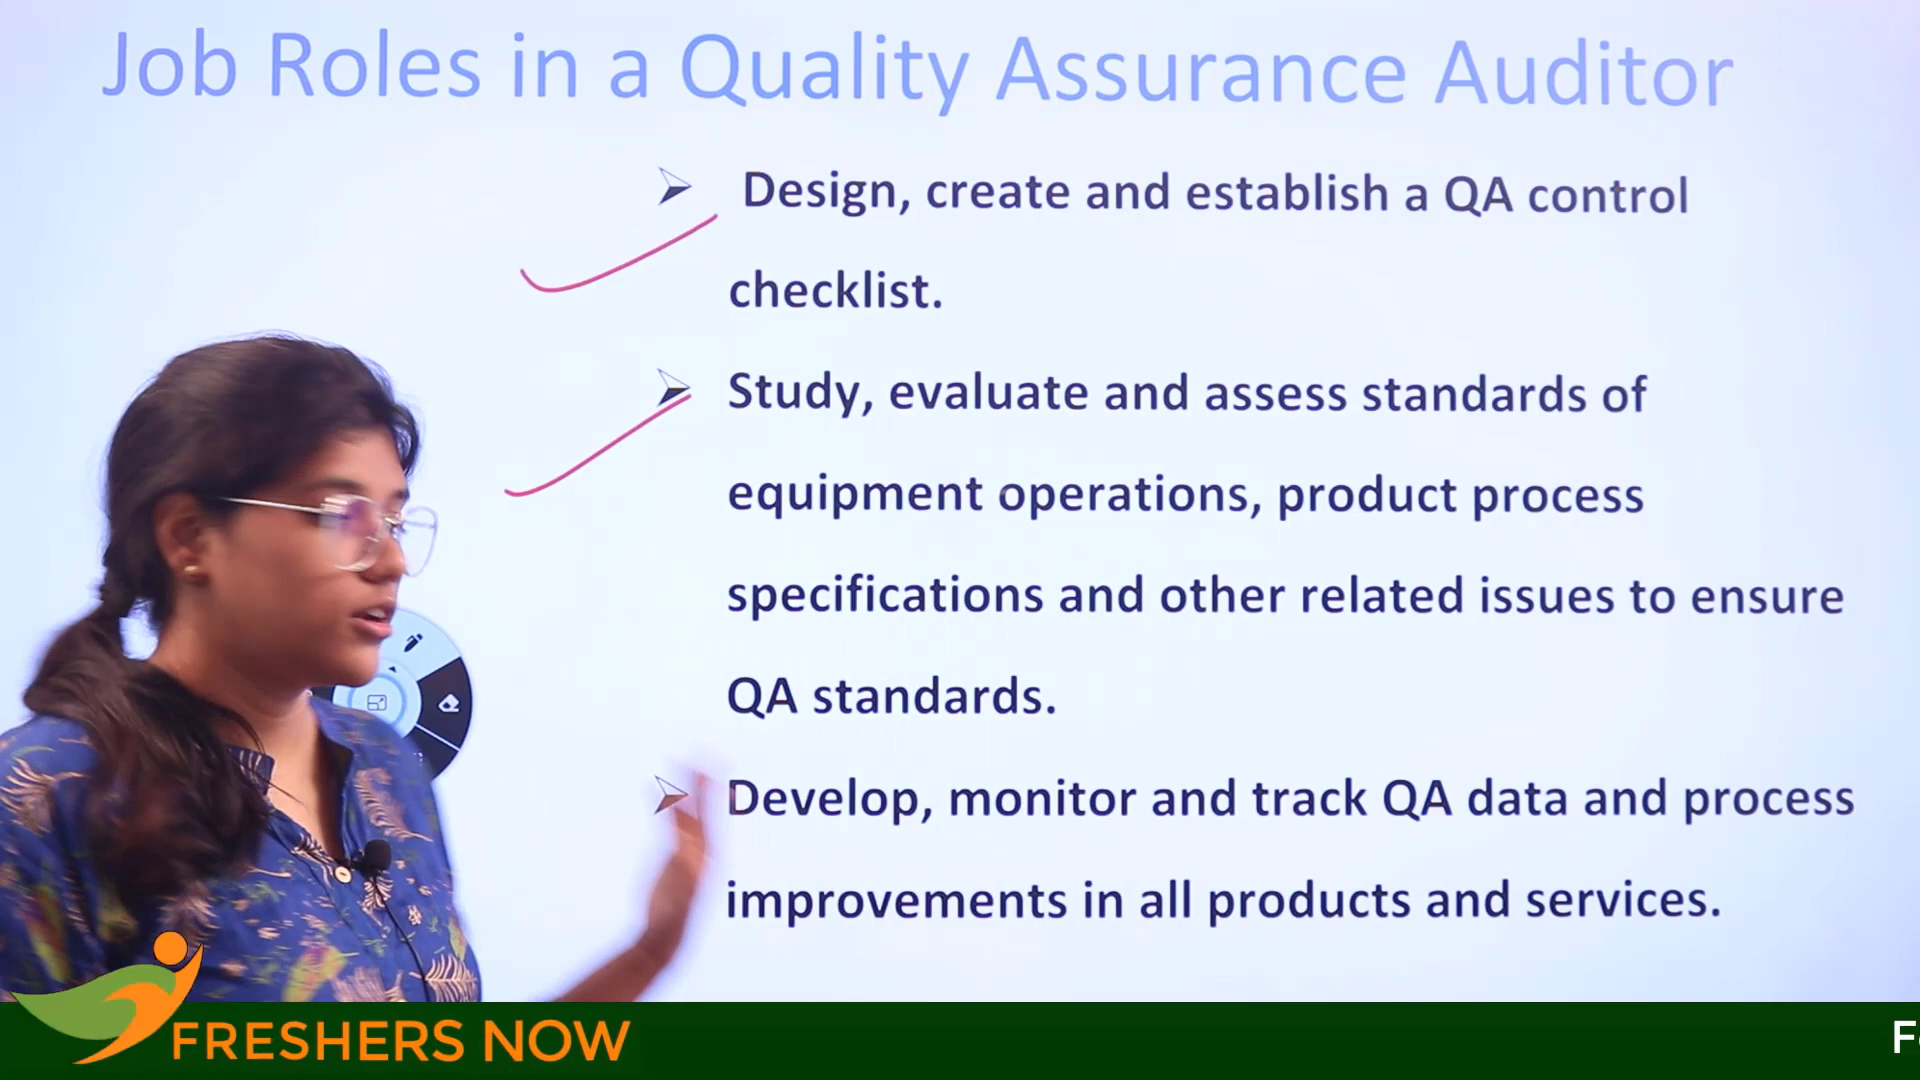 Job Roles in a Quality Assurance Auditor
Design, create and establish a QA control
checklist.
Study, evaluate and assess standards of
equipment operations, product process
specifications and other related issues to ensure
QA standards.
Develop, monitor and track QA data and process
improvements in all products and services.
FRESHERS NOW